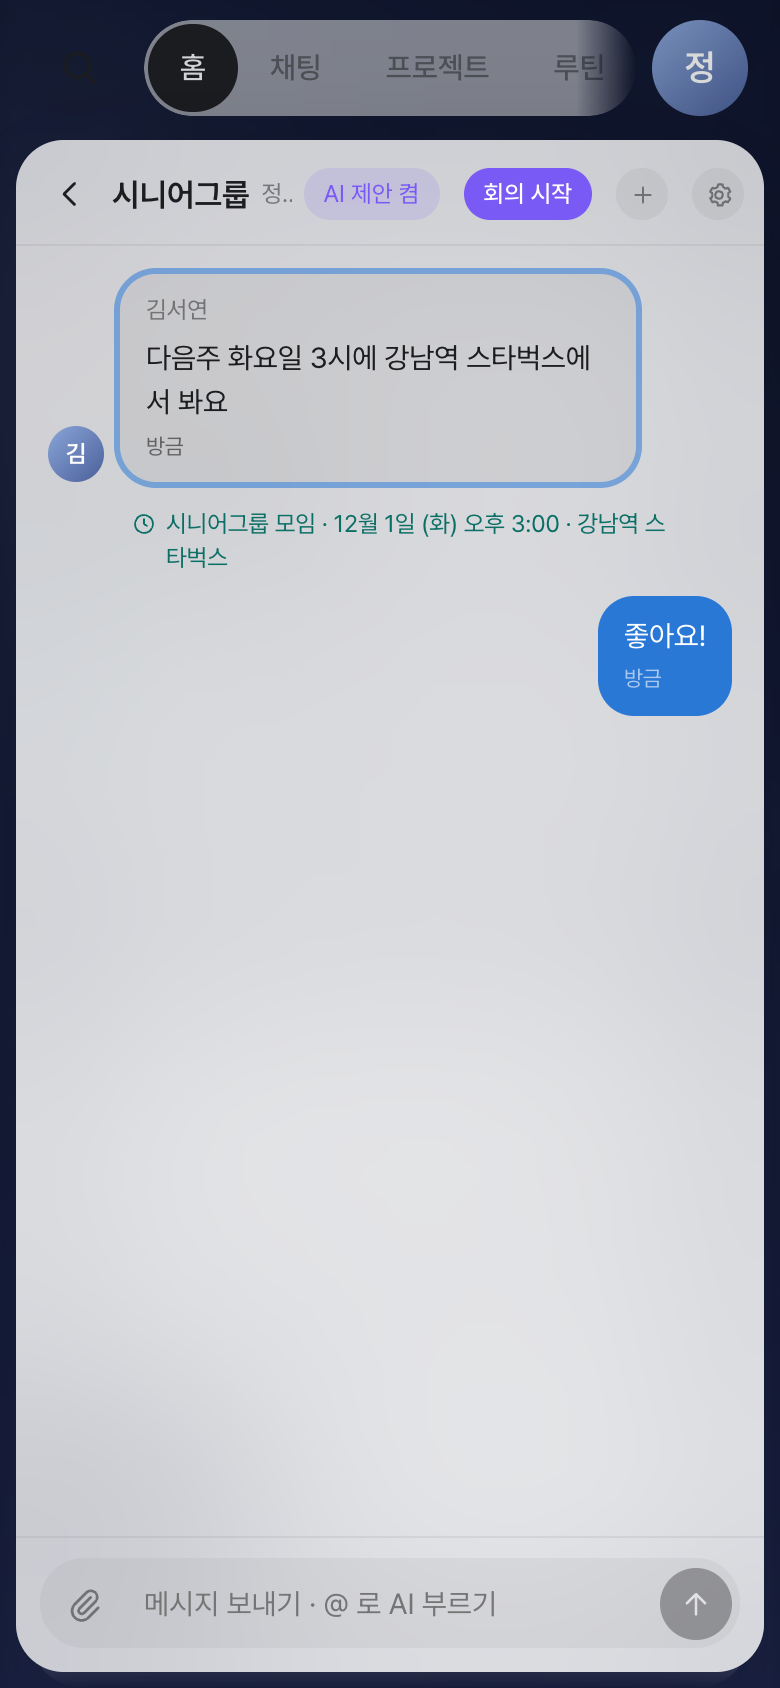 홈 채팅 프로젝트 루틴 정
시니어그룹 정.. AI 제안 켬 회의 시작
김서연
다음주 화요일 3시에 강남역 스타벅스에
서 봐요
방금
김
시니어그룹 모임 · 12월 1일 (화) 오후 3:00 · 강남역 스
타벅스
좋아요!
방금
메시지 보내기 · @ 로 AI 부르기